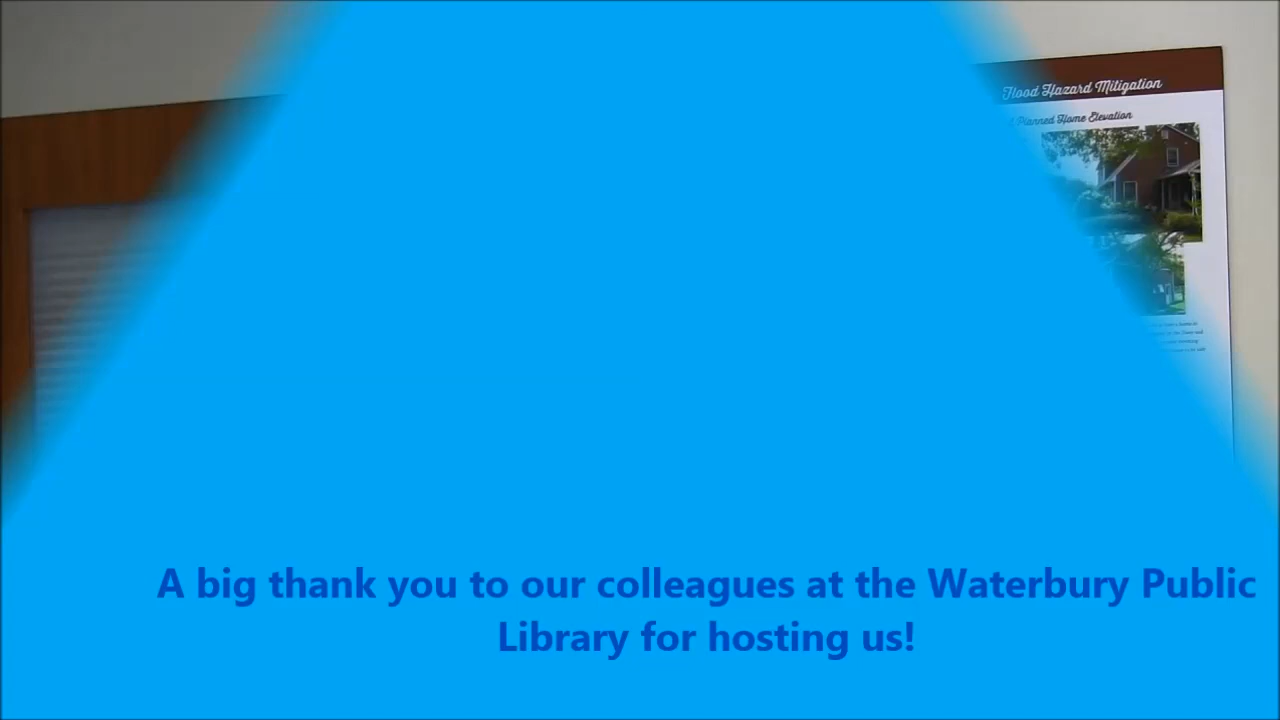 Flood Hazard Mitigation
Planned Home Elevation
A big thank you to our colleagues at the Waterbury Public
Library for hosting us!